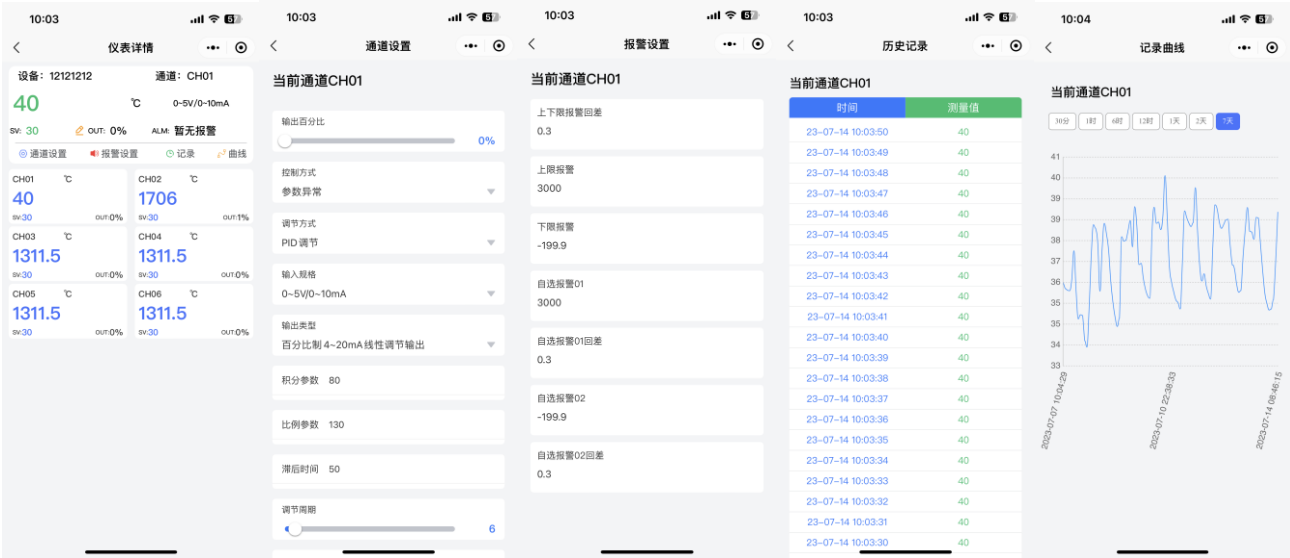 10:03
仪表详情
设备: 12121212 通道: CH01
40 ℃ 0~5V/0~10mA
SV: 30 OUT: 0% ALM: 暂无报警
通道设置 报警设置 记录 曲线
CH01 ℃
40
SV:30 OUT:0%
CH02 ℃
1706
SV:30 OUT:1%
CH03 ℃
1311.5
SV:30 OUT:0%
CH04 ℃
1311.5
SV:30 OUT:0%
CH05 ℃
1311.5
SV:30 OUT:0%
CH06 ℃
1311.5
SV:30 OUT:0%
10:03
通道设置
当前通道CH01
输出百分比
0%
控制方式
参数异常
调节方式
PID 调节
输入规格
0~5V/0~10mA
输出类型
百分比制 4~20mA 线性调节输出
积分参数 80
比例参数 130
滞后时间 50
调节周期
6
10:03
报警设置
当前通道CH01
上下限报警回差
0.3
上限报警
3000
下限报警
-199.9
自选报警01
3000
自选报警01回差
0.3
自选报警02
-199.9
自选报警02回差
0.3
10:03
历史记录
当前通道CH01
时间 测量值
23-07-14 10:03:50 40
23-07-14 10:03:49 40
23-07-14 10:03:48 40
23-07-14 10:03:47 40
23-07-14 10:03:46 40
23-07-14 10:03:45 40
23-07-14 10:03:44 40
23-07-14 10:03:43 40
23-07-14 10:03:42 40
23-07-14 10:03:41 40
23-07-14 10:03:40 40
23-07-14 10:03:39 40
23-07-14 10:03:38 40
23-07-14 10:03:37 40
23-07-14 10:03:36 40
23-07-14 10:03:35 40
23-07-14 10:03:34 40
23-07-14 10:03:33 40
23-07-14 10:03:32 40
23-07-14 10:03:31 40
23-07-14 10:03:30 40
10:04
记录曲线
当前通道CH01
30分 1时 6时 12时 1天 2天 7天
41
40
39
38
37
36
35
35
34
33
2023-07-07 10:04:29
2023-07-10 22:38:33
2023-07-14 08:46:15